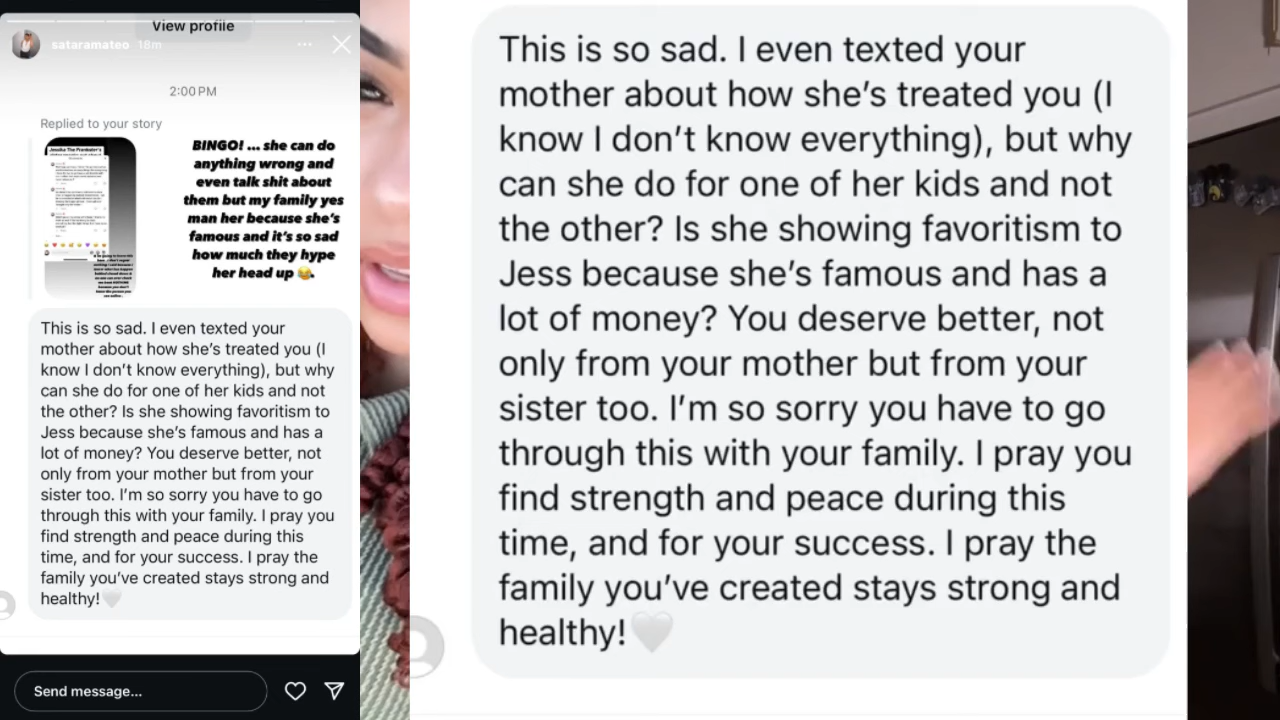 View profile
sataramateo 18m
2:00 PM
Replied to your story
BINGO! ... she can do
anything wrong and
even talk shit about
them but my family yes
man her because she's
famous and it's so sad
how much they hype
her head up 😂.
This is so sad. I even texted your
mother about how she's treated you (I
know I don't know everything), but why
can she do for one of her kids and not
the other? Is she showing favoritism to
Jess because she's famous and has a
lot of money? You deserve better, not
only from your mother but from your
sister too. I'm so sorry you have to go
through this with your family. I pray you
find strength and peace during this
time, and for your success. I pray the
family you've created stays strong and
healthy!🤍
Send message...
This is so sad. I even texted your
mother about how she's treated you (I
know I don't know everything), but why
can she do for one of her kids and not
the other? Is she showing favoritism to
Jess because she's famous and has a
lot of money? You deserve better, not
only from your mother but from your
sister too. I'm so sorry you have to go
through this with your family. I pray you
find strength and peace during this
time, and for your success. I pray the
family you've created stays strong and
healthy!🤍